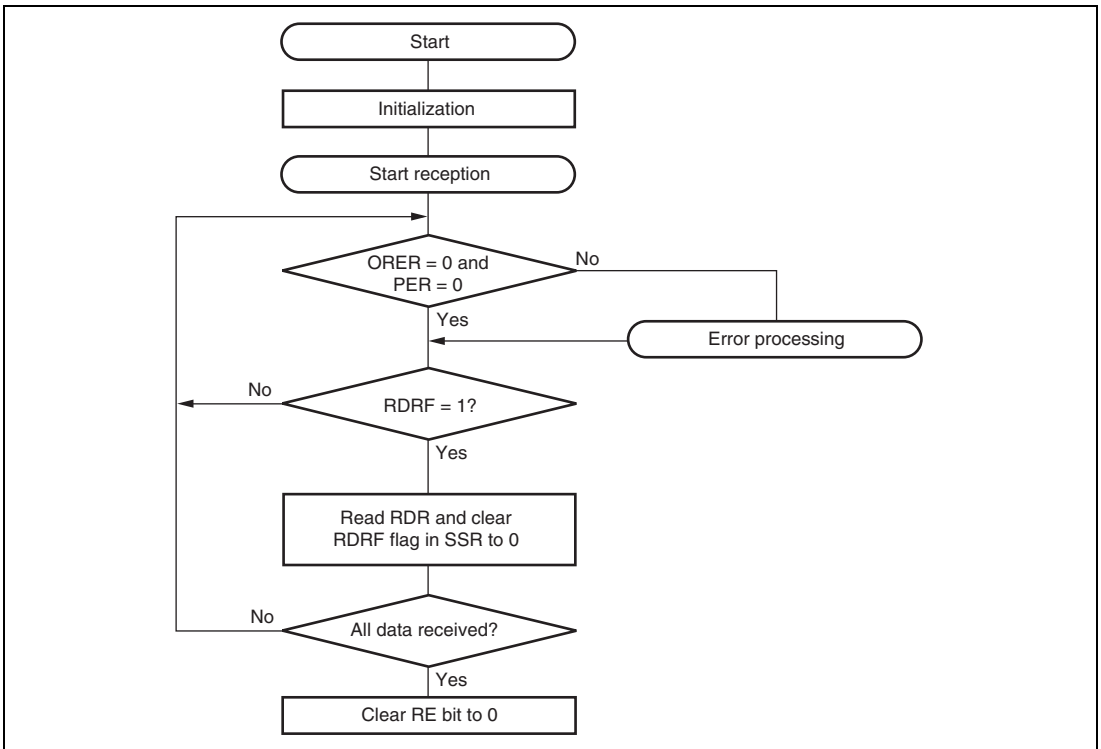 Start
Initialization
Start reception
ORER = 0 and
PER = 0
No
Yes
Error processing
No
RDRF = 1?
Yes
Read RDR and clear
RDRF flag in SSR to 0
No
All data received?
Yes
Clear RE bit to 0